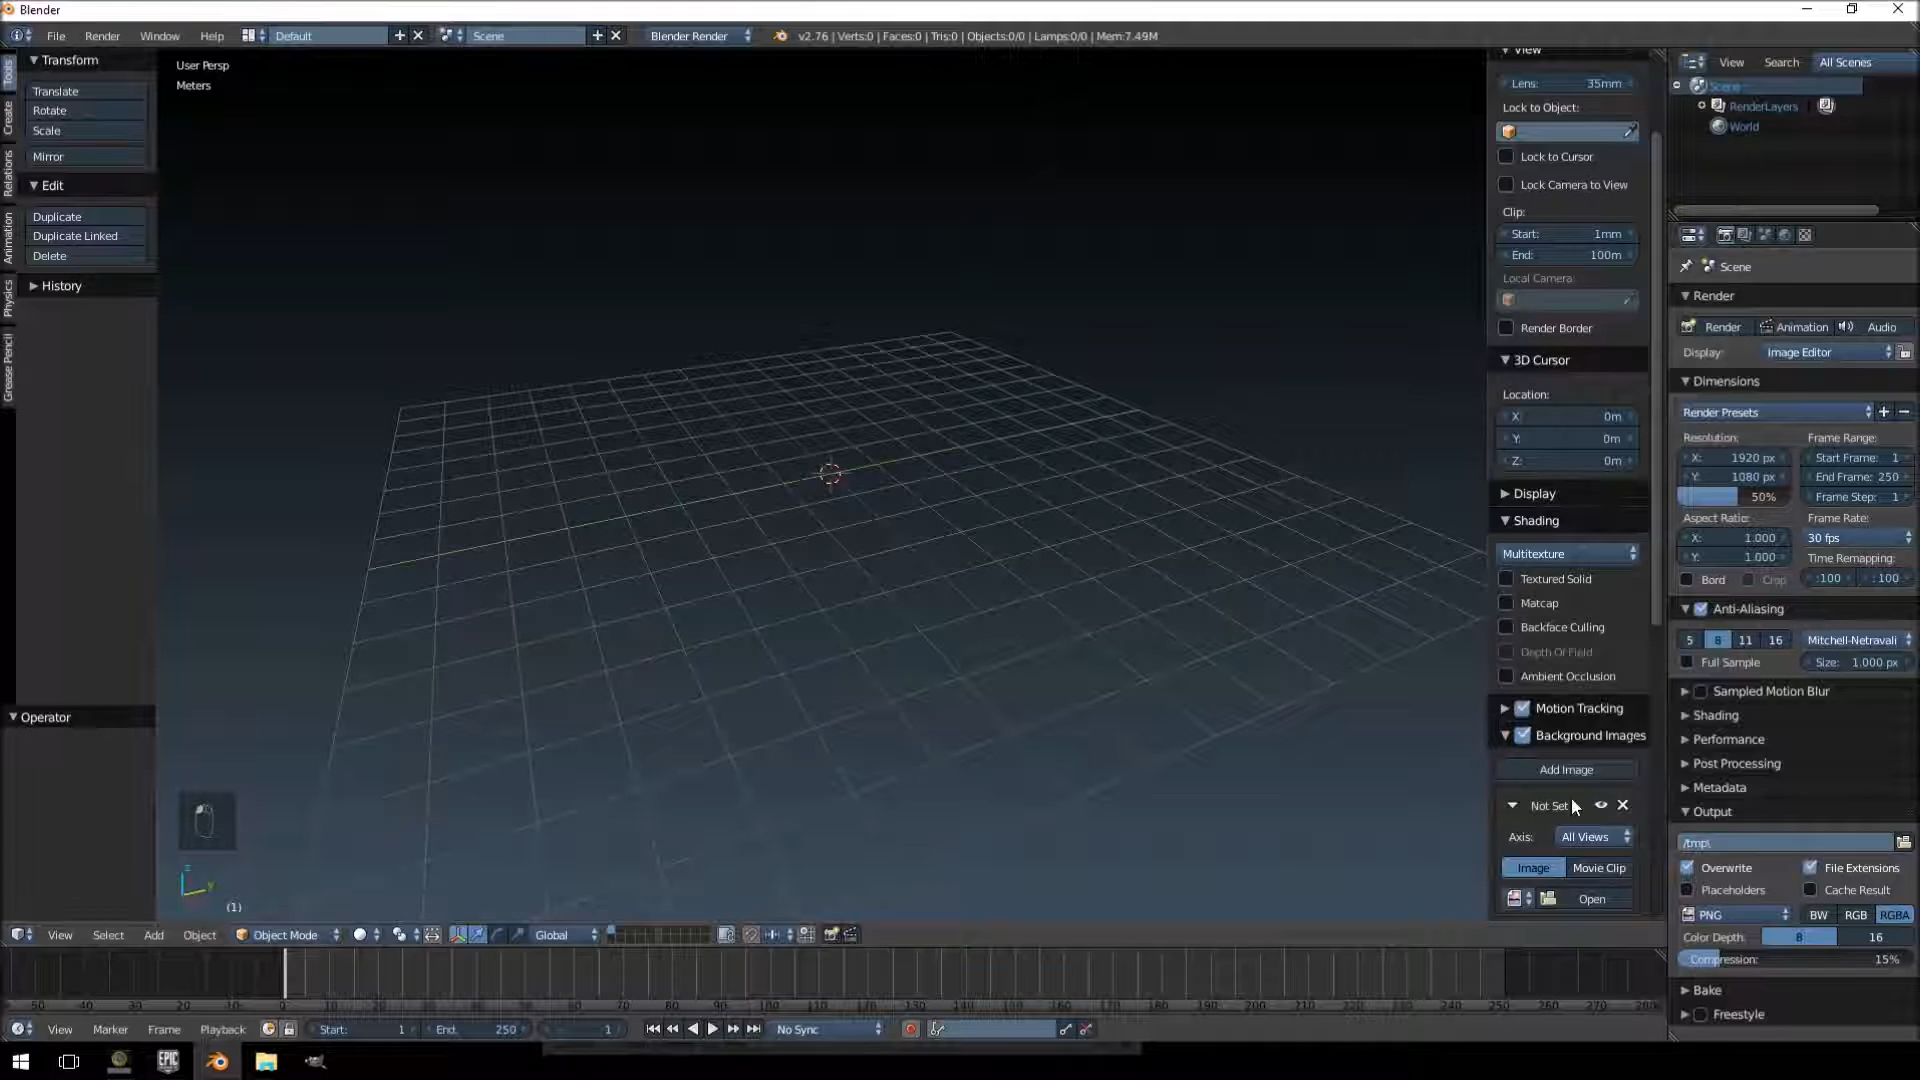 Blender
File Render Window Help Default Scene Blender Render v2.76 | Verts:0 | Faces:0 | Tris:0 | Objects:0/0 | Lamps:0/0 | Mem:7.49M
Tools
Create
Relations
Animation
Physics
Grease Pencil
Transform
Translate
Rotate
Scale
Mirror
Edit
Duplicate
Duplicate Linked
Delete
History
Operator
User Persp
Meters
(1)
View
Lens: 35mm
Lock to Object:
Lock to Cursor
Lock Camera to View
Clip:
Start: 1mm
End: 100m
Local Camera:
Render Border
3D Cursor
Location:
X: 0m
Y: 0m
Z: 0m
Display
Shading
Multitexture
Textured Solid
Matcap
Backface Culling
Depth Of Field
Ambient Occlusion
Motion Tracking
Background Images
Add Image
Not Set
Axis: All Views
Image Movie Clip
Open
View Search All Scenes
Scene
RenderLayers
World
Scene
Render
Render Animation Audio
Display: Image Editor
Dimensions
Render Presets
Resolution: Frame Range:
X: 1920 px Start Frame: 1
Y: 1080 px End Frame: 250
50% Frame Step: 1
Aspect Ratio: Frame Rate:
X: 1.000 30 fps
Y: 1.000 Time Remapping:
Bord Crop :100 :100
Anti-Aliasing
5 8 11 16 Mitchell-Netravali
Full Sample Size: 1.000 px
Sampled Motion Blur
Shading
Performance
Post Processing
Metadata
Output
/tmp\
Overwrite File Extensions
Placeholders Cache Result
PNG BW RGB RGBA
Color Depth: 8 16
Compression: 15%
Bake
Freestyle
View Select Add Object Object Mode Global
-50 -40 -30 -20 -10 0 10 20 30 40 50 60 70 80 90 100 110 120 130 140 150 160 170 180 190 200 210 220 230 240 250 260 270 280
View Marker Frame Playback Start: 1 End: 250 1 No Sync
EPIC